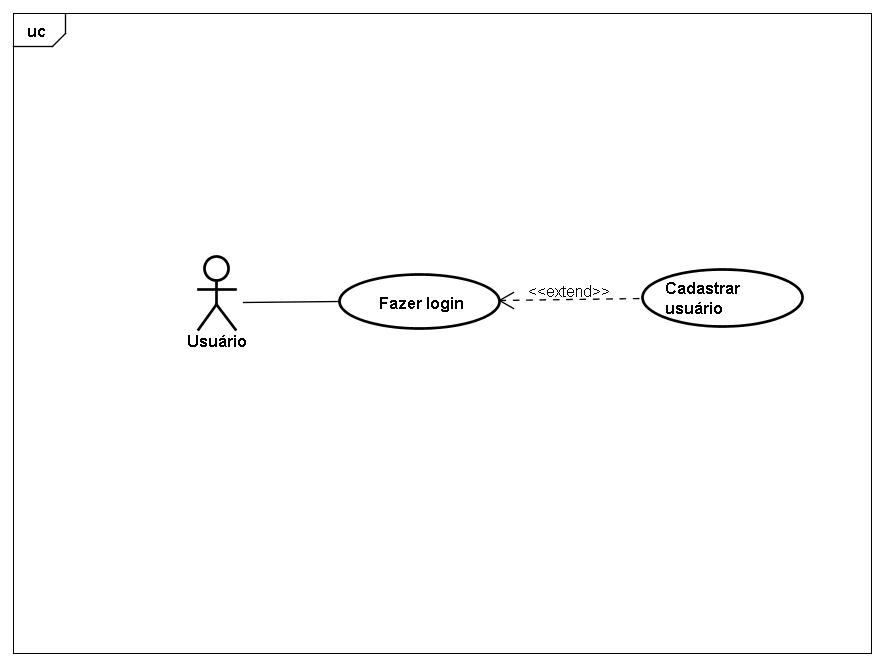 uc
Usuário
Fazer login
<<extend>>
Cadastrar
usuário